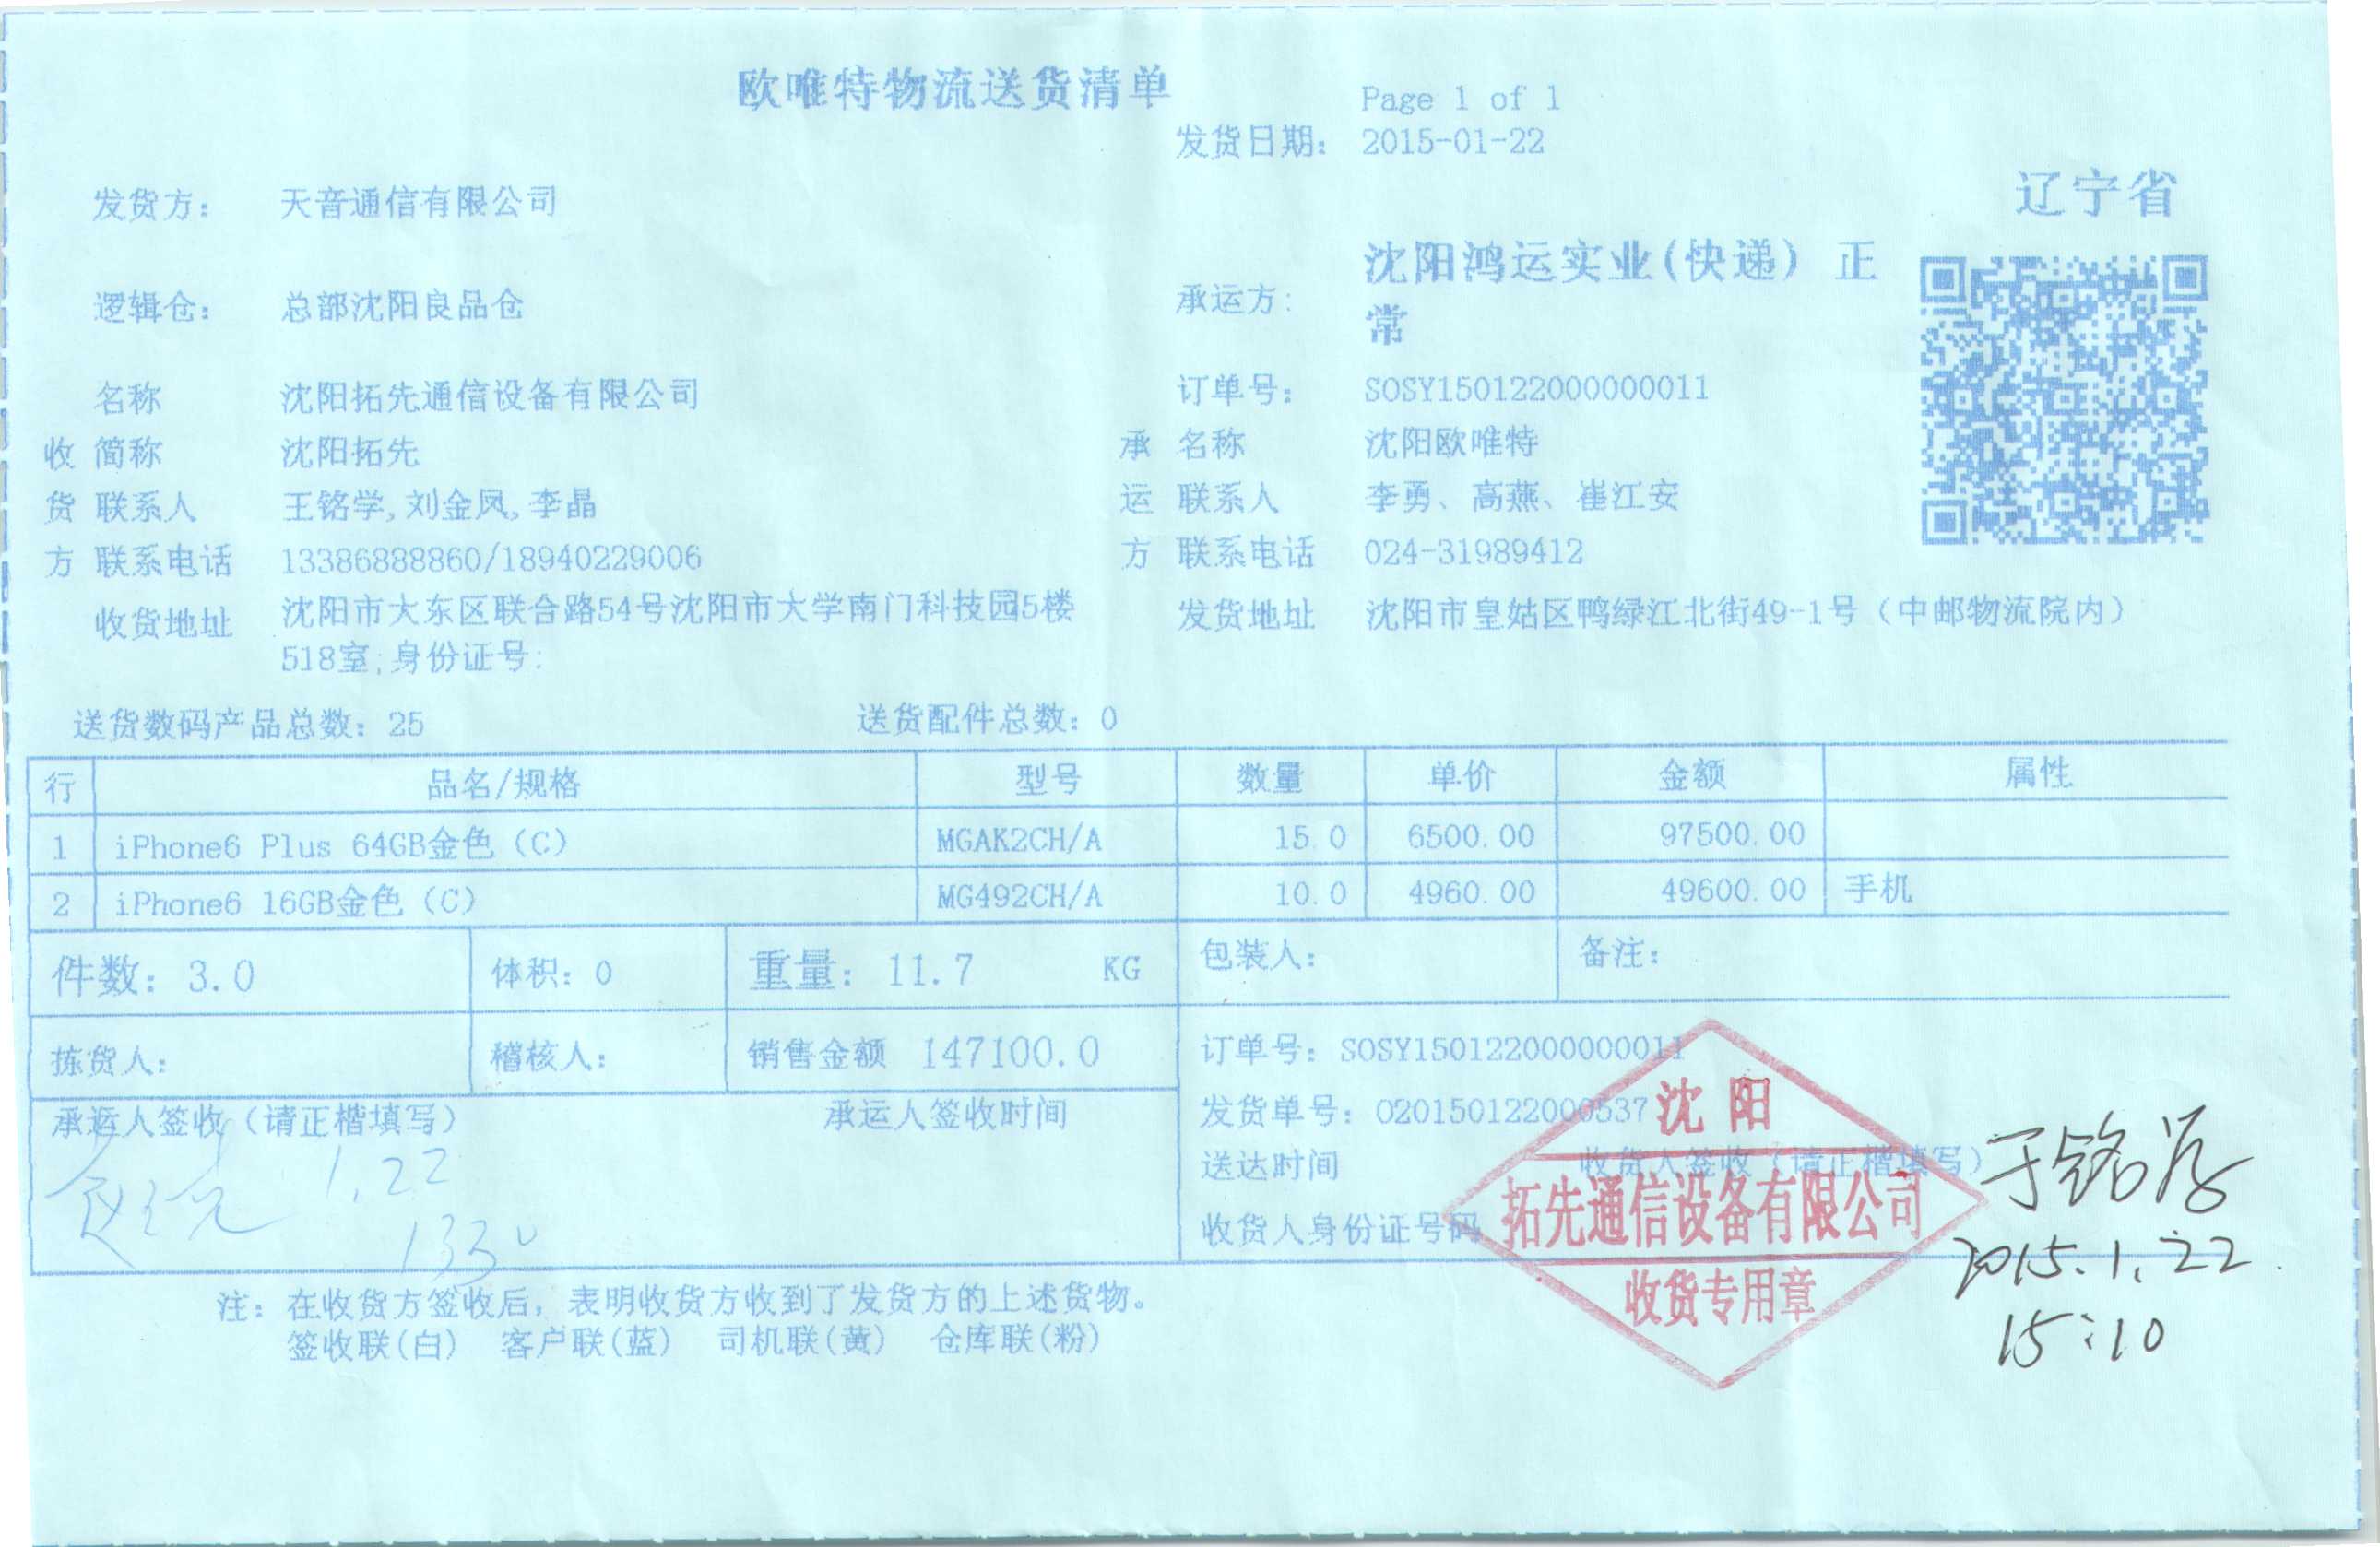 欧唯特物流送货清单
Page 1 of 1
发货日期: 2015-01-22
辽宁省
发货方: 天音通信有限公司
逻辑仓: 总部沈阳良品仓
承运方: 沈阳鸿运实业(快递) 正
常
名称 沈阳拓先通信设备有限公司
订单号: SOSY150122000000011
收 简称 沈阳拓先
承 名称 沈阳欧唯特
货 联系人 王铭学,刘金凤,李晶
运 联系人 李勇、高燕、崔江安
方 联系电话 13386888860/18940229006
方 联系电话 024-31989412
收货地址 沈阳市大东区联合路54号沈阳市大学南门科技园5楼
518室;身份证号:
发货地址 沈阳市皇姑区鸭绿江北街49-1号（中邮物流院内）
送货数码产品总数: 25 送货配件总数: 0
行 品名/规格 型号 数量 单价 金额 属性
1 iPhone6 Plus 64GB金色（C） MGAK2CH/A 15.0 6500.00 97500.00
2 iPhone6 16GB金色（C） MG492CH/A 10.0 4960.00 49600.00 手机
件数: 3.0 体积: 0 重量: 11.7 KG 包装人: 备注:
拣货人: 稽核人: 销售金额 147100.0
订单号: SOSY150122000000011
承运人签收（请正楷填写） 承运人签收时间
1.22
1330
发货单号: 020150122000537
送达时间 收货人签收（请正楷填写）
收货人身份证号码
沈阳
拓先通信设备有限公司
收货专用章
2015.1.22.
15:10
注: 在收货方签收后, 表明收货方收到了发货方的上述货物。
签收联(白) 客户联(蓝) 司机联(黄) 仓库联(粉)